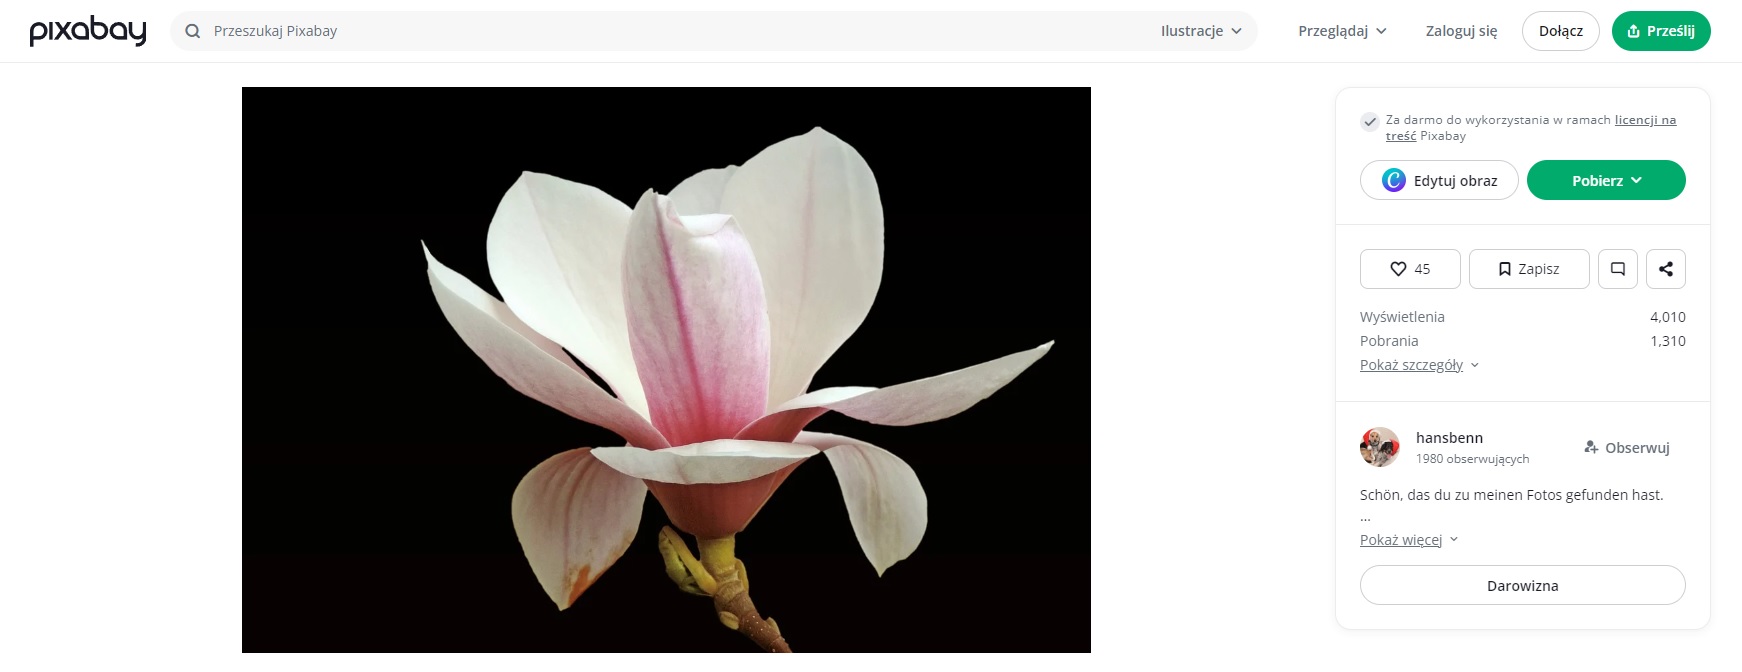 pixabay
Przeszukaj Pixabay
Ilustracje
Przeglądaj
Zaloguj się
Dołącz
Prześlij
Za darmo do wykorzystania w ramach licencji na
treść Pixabay
Edytuj obraz
Pobierz
45
Zapisz
Wyświetlenia 4,010
Pobrania 1,310
Pokaż szczegóły
hansbenn
1980 obserwujących
Obserwuj
Schön, das du zu meinen Fotos gefunden hast.
...
Pokaż więcej
Darowizna